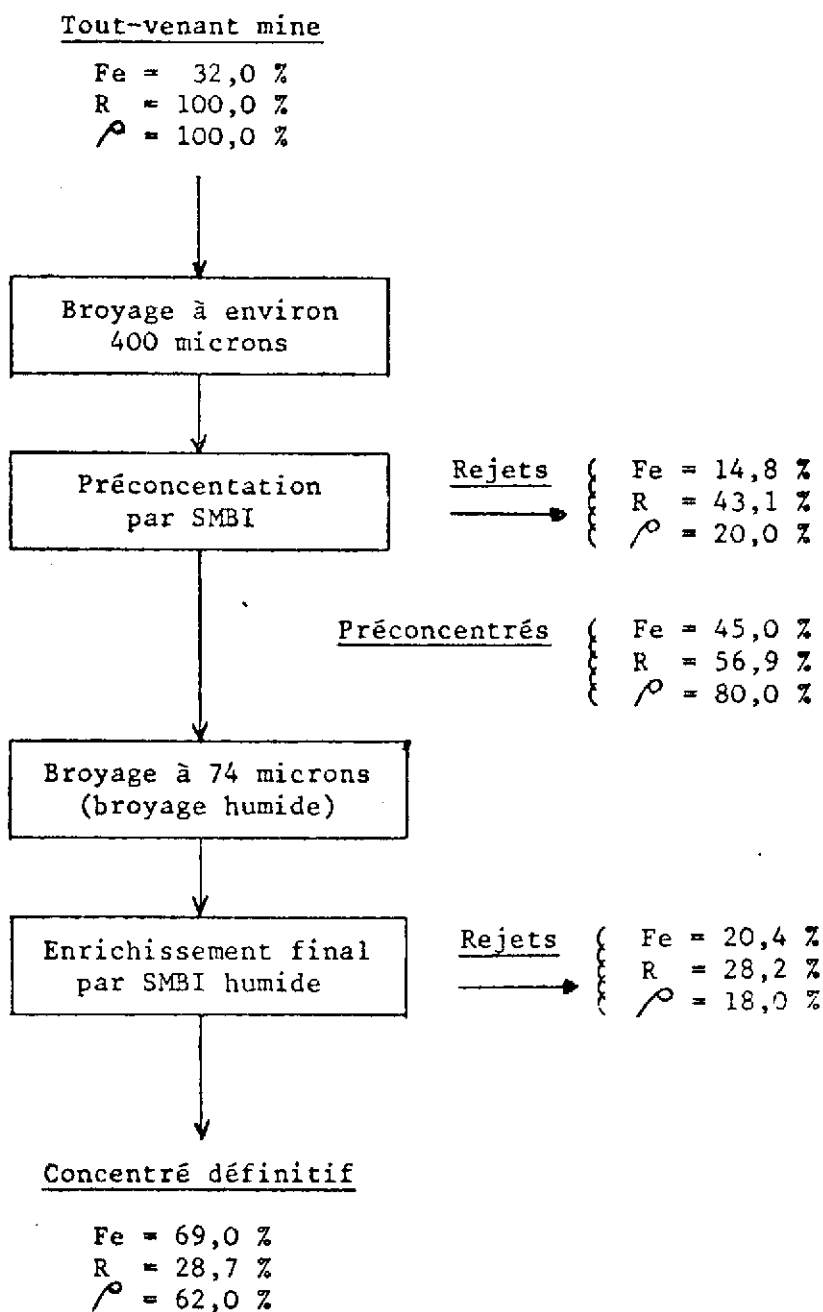 Tout-venant mine
Fe = 32,0 %
R = 100,0 %
ρ = 100,0 %
Broyage à environ
400 microns
Préconcentation
par SMBI
Rejets
Fe = 14,8 %
R = 43,1 %
ρ = 20,0 %
Préconcentrés
Fe = 45,0 %
R = 56,9 %
ρ = 80,0 %
Broyage à 74 microns
(broyage humide)
Enrichissement final
par SMBI humide
Rejets
Fe = 20,4 %
R = 28,2 %
ρ = 18,0 %
Concentré définitif
Fe = 69,0 %
R = 28,7 %
ρ = 62,0 %